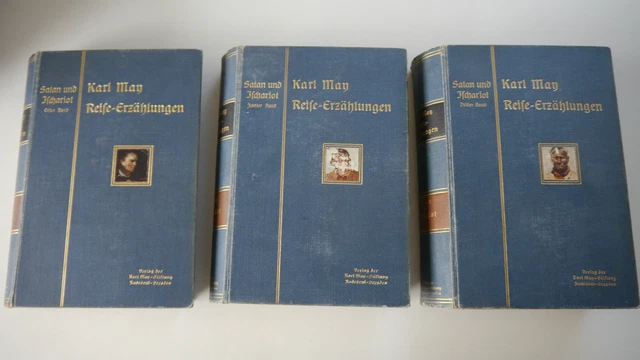 Satan und
Ischariot
Erster Band
Karl May
Reise-Erzählungen
Verlag der
Karl May-Stiftung
Radebeul-Dresden
Satan und
Ischariot
Zweiter Band
Karl May
Reise-Erzählungen
Verlag der
Karl May-Stiftung
Radebeul-Dresden
Satan und
Ischariot
Dritter Band
Karl May
Reise-Erzählungen
Verlag der
Karl May-Stiftung
Radebeul-Dresden